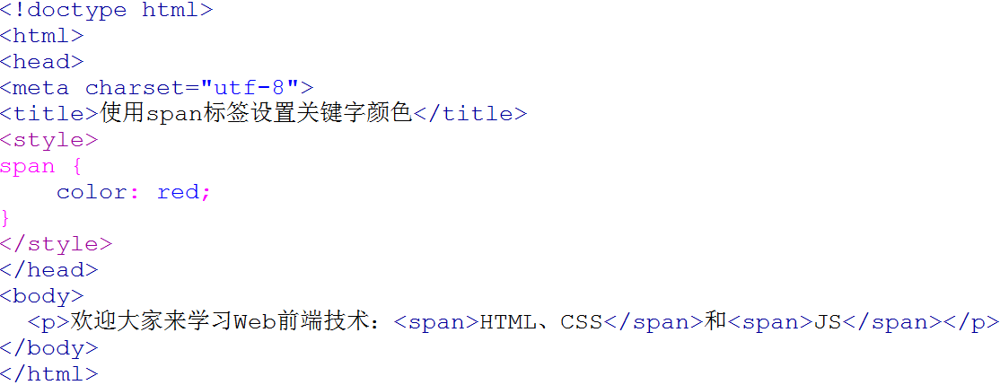 <!doctype html>
<html>
<head>
<meta charset="utf-8">
<title>使用span标签设置关键字颜色</title>
<style>
span {
    color: red;
}
</style>
</head>
<body>
  <p>欢迎大家来学习Web前端技术：<span>HTML、CSS</span>和<span>JS</span></p>
</body>
</html>